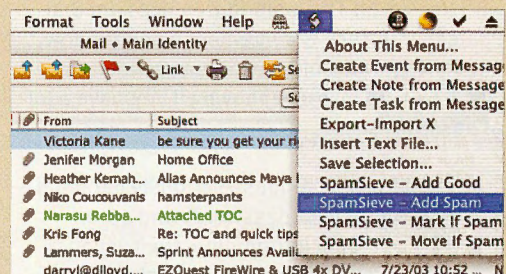 Format Tools Window Help
Mail • Main Identity
Link
About This Menu...
Create Event from Message
Create Note from Message
Create Task from Message
Export-Import X
Insert Text File...
Save Selection...
SpamSieve – Add Good
SpamSieve – Add Spam
SpamSieve – Mark If Spam
SpamSieve – Move If Spam
From Subject
Victoria Kane be sure you get your
Jenifer Morgan Home Office
Heather Kernah... Alias Announces Maya
Niko Coucouvanis hamsterpants
Narasu Rebba... Attached TOC
Kris Fong Re: TOC and quick tips
Lammers, Suza... Sprint Announces Avail
darryl@dlloyd.... EZQuest FireWire & USB 4x DV... 7/23/03 10:52 ... N